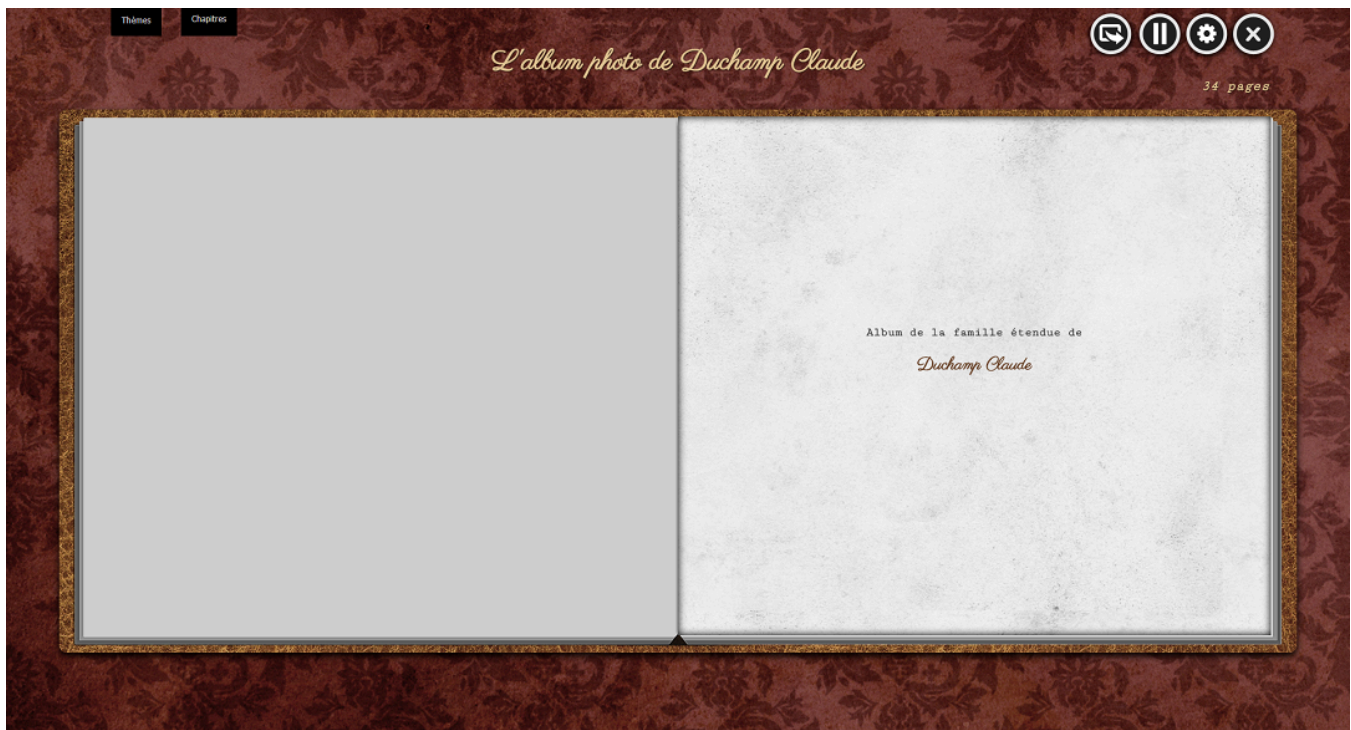 Thèmes
Chapitres
L'album photo de Duchamp Claude
34 pages
Album de la famille étendue de
Duchamp Claude